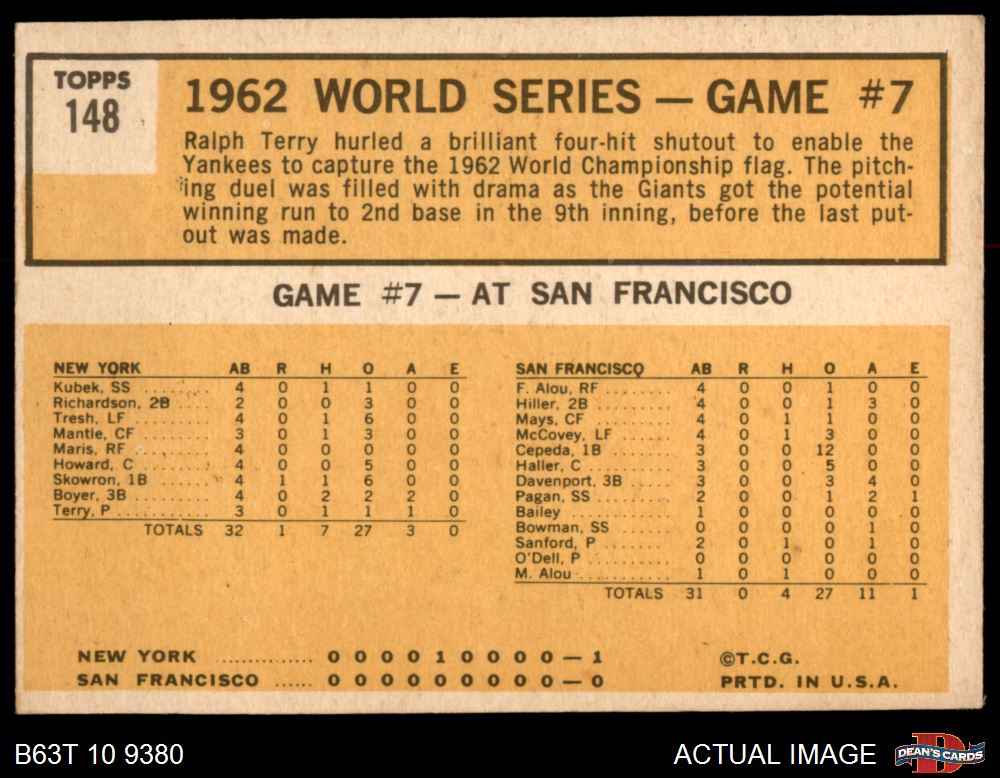 TOPPS
148
1962 WORLD SERIES — GAME #7
Ralph Terry hurled a brilliant four-hit shutout to enable the
Yankees to capture the 1962 World Championship flag. The pitch-
ing duel was filled with drama as the Giants got the potential
winning run to 2nd base in the 9th inning, before the last put-
out was made.
GAME #7 — AT SAN FRANCISCO
NEW YORK AB R H O A E
Kubek, SS ........ 4 0 1 1 0 0
Richardson, 2B .... 2 0 0 3 0 0
Tresh, LF ......... 4 0 1 6 0 0
Mantle, CF ........ 3 0 1 3 0 0
Maris, RF ......... 4 0 0 0 0 0
Howard, C ......... 4 0 0 5 0 0
Skowron, 1B ....... 4 1 1 6 0 0
Boyer, 3B ......... 4 0 2 2 2 0
Terry, P .......... 3 0 1 1 1 0
TOTALS 32 1 7 27 3 0
SAN FRANCISCO AB R H O A E
F. Alou, RF ....... 4 0 0 1 0 0
Hiller, 2B ........ 4 0 0 1 3 0
Mays, CF .......... 4 0 1 1 0 0
McCovey, LF ....... 4 0 1 3 0 0
Cepeda, 1B ........ 3 0 0 12 0 0
Haller, C ......... 3 0 0 5 0 0
Davenport, 3B ..... 3 0 0 3 4 0
Pagan, SS ......... 2 0 0 1 2 1
Bailey ............ 1 0 0 0 0 0
Bowman, SS ........ 0 0 0 0 1 0
Sanford, P ........ 2 0 1 0 1 0
O'Dell, P ......... 0 0 0 0 0 0
M. Alou ........... 1 0 1 0 0 0
TOTALS 31 0 4 27 11 1
NEW YORK .............. 0 0 0 0 1 0 0 0 0 — 1
SAN FRANCISCO ...... 0 0 0 0 0 0 0 0 0 — 0
©T.C.G.
PRTD. IN U.S.A.
B63T 10 9380
ACTUAL IMAGE
DEAN'S CARDS